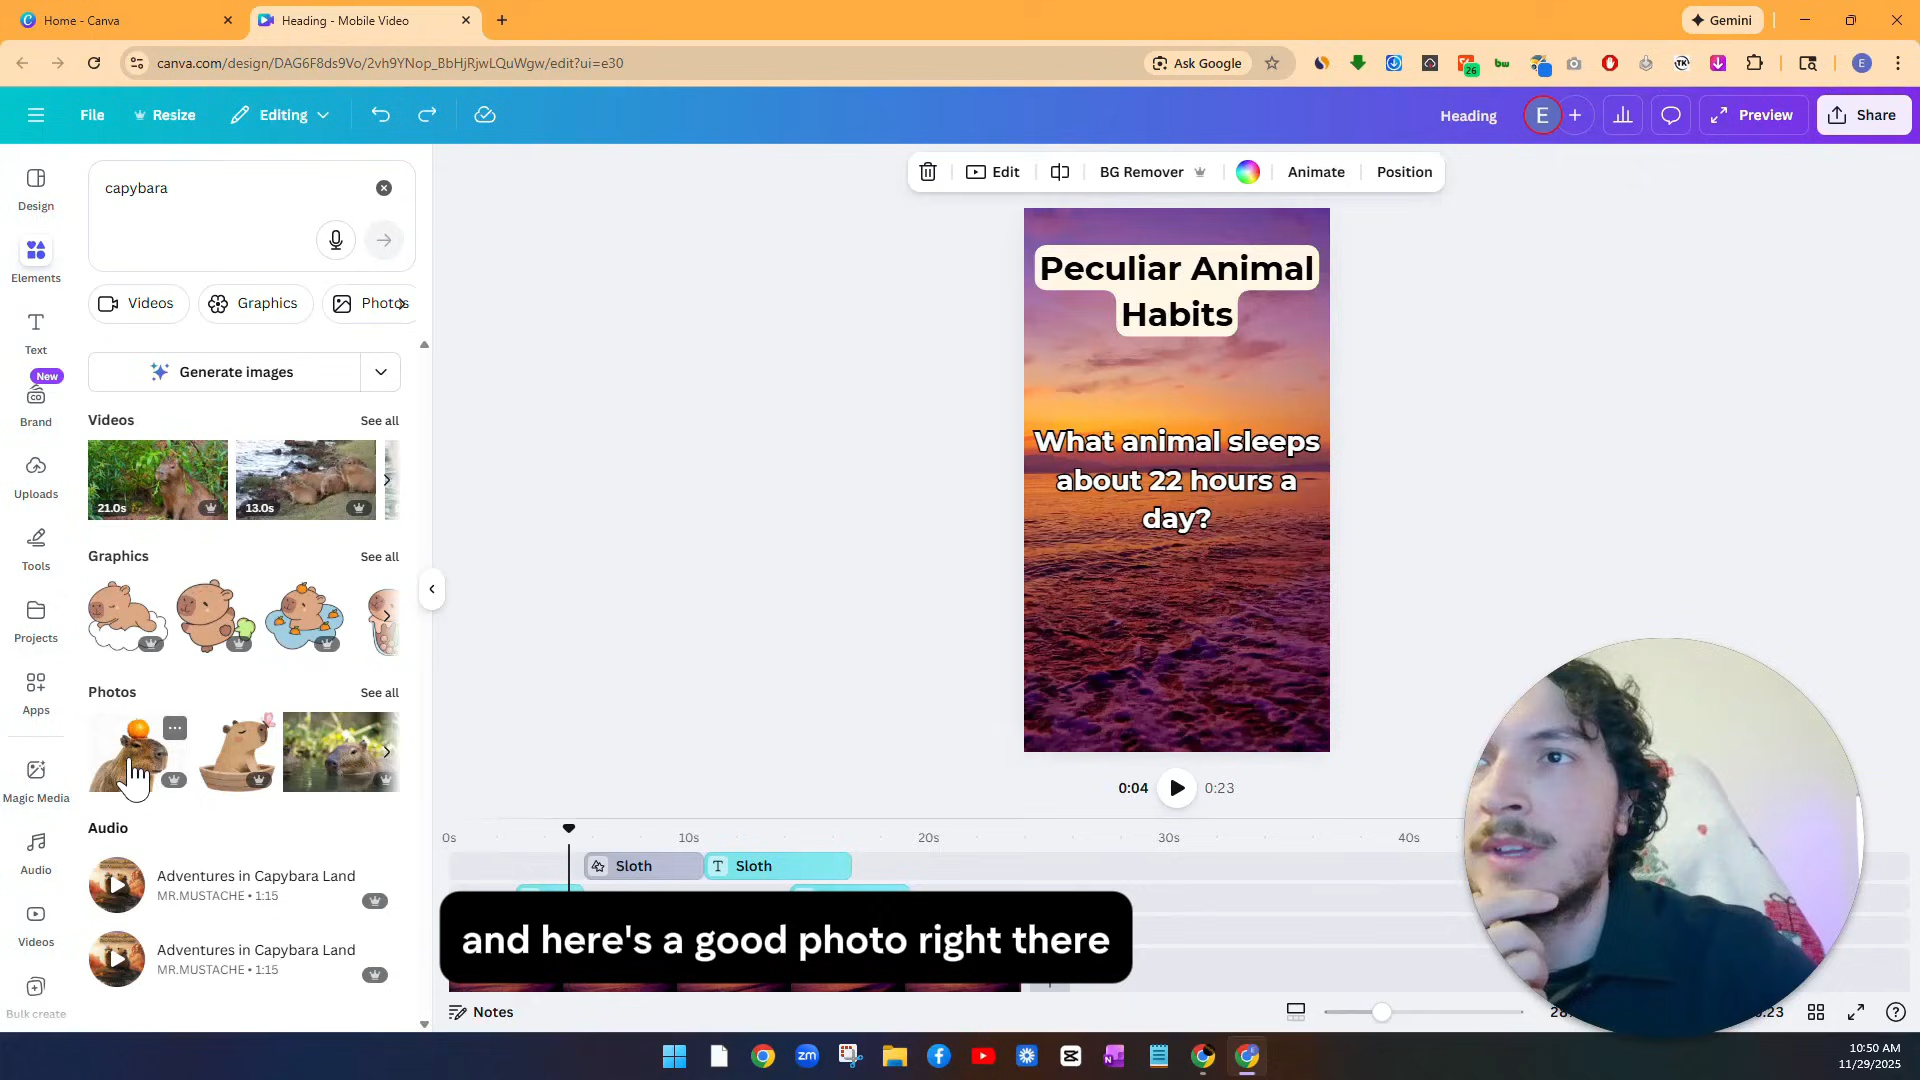 Home - Canva
Heading - Mobile Video
Gemini
canva.com/design/DAG6F8ds9Vo/2vh9YNop_BbHjRjwLQuWgw/edit?ui=e30
Ask Google
26
bw
E
File
Resize
Editing
Heading
E
Preview
Share
Design
Elements
Text
New
Brand
Uploads
Tools
Projects
Apps
Magic Media
Audio
Videos
Bulk create
capybara
Videos
Graphics
Photos
Generate images
Videos
See all
21.0s
13.0s
Graphics
See all
Photos
See all
Audio
Adventures in Capybara Land
MR.MUSTACHE • 1:15
Adventures in Capybara Land
MR.MUSTACHE • 1:15
Edit
BG Remover
Animate
Position
Peculiar Animal
Habits
What animal sleeps
about 22 hours a
day?
0:04
0:23
0s
10s
20s
30s
40s
Sloth
Sloth
and here's a good photo right there
Notes
zm
10:50 AM
11/29/2025